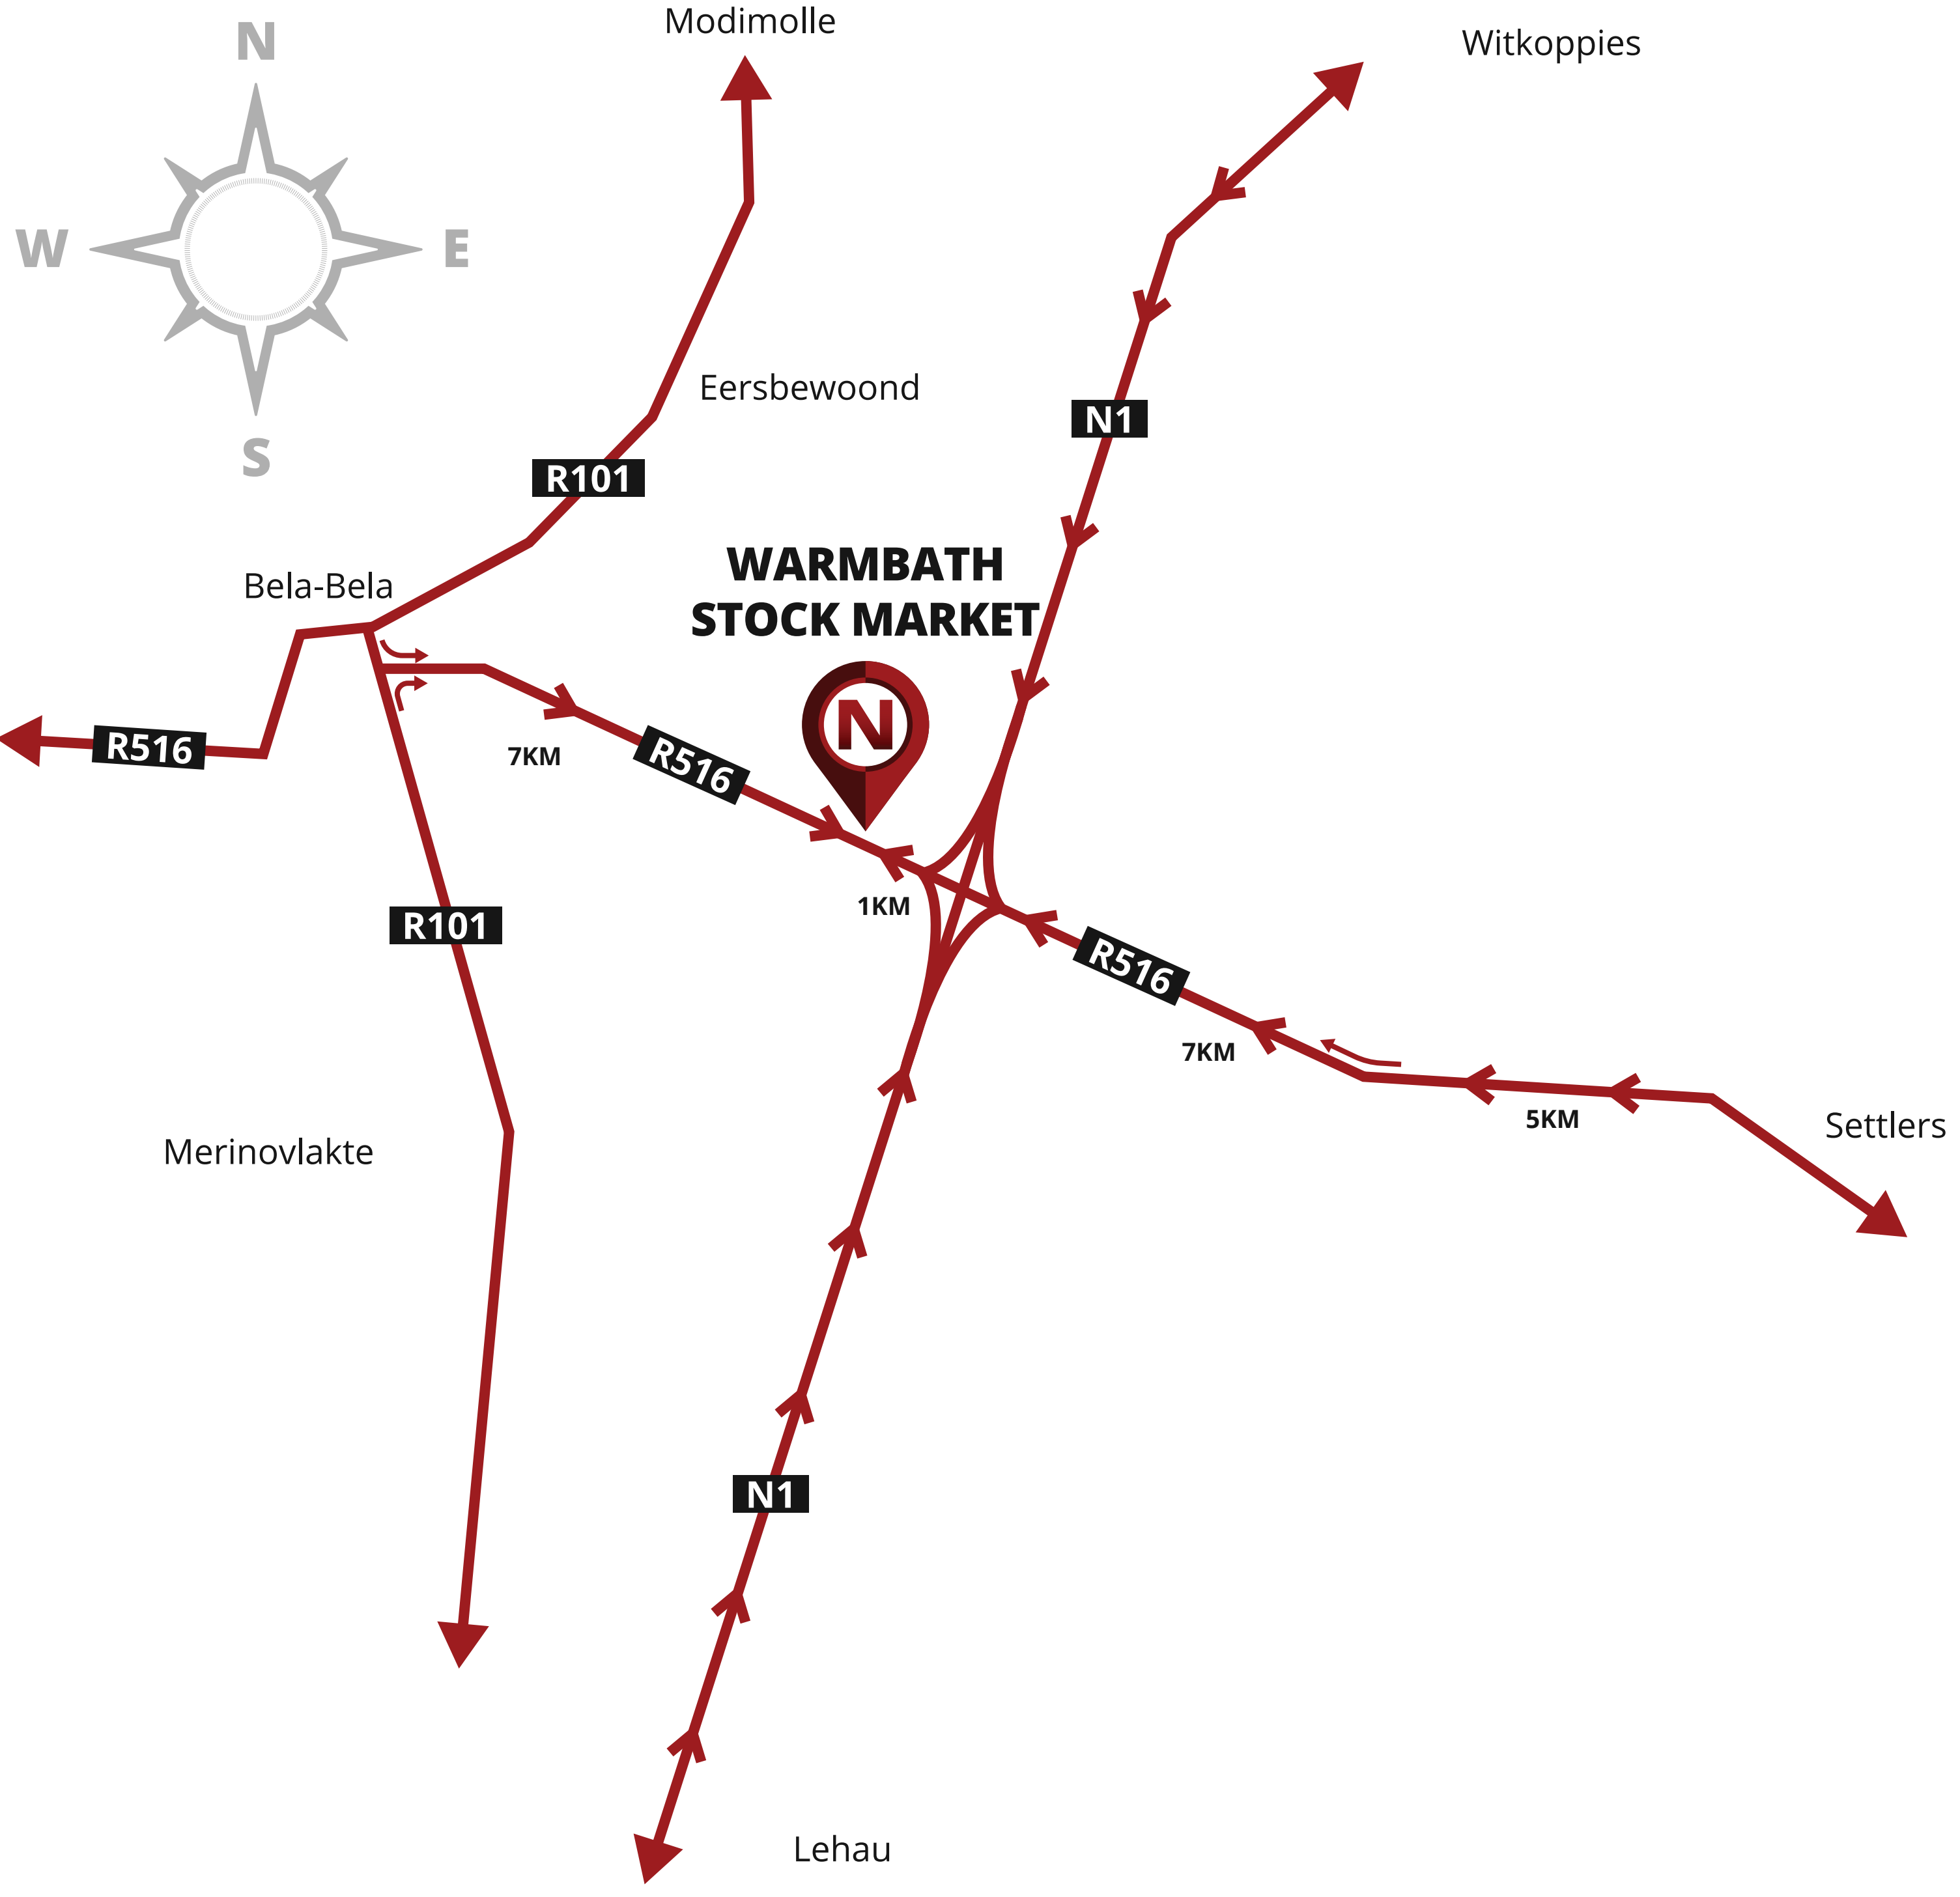 Modimolle
Witkoppies
N
W
E
S
Eersbewoond
N1
R101
WARMBATH
STOCK MARKET
Bela-Bela
N
R516
7KM
R516
1KM
R101
R516
7KM
5KM
Settlers
Merinovlakte
N1
Lehau